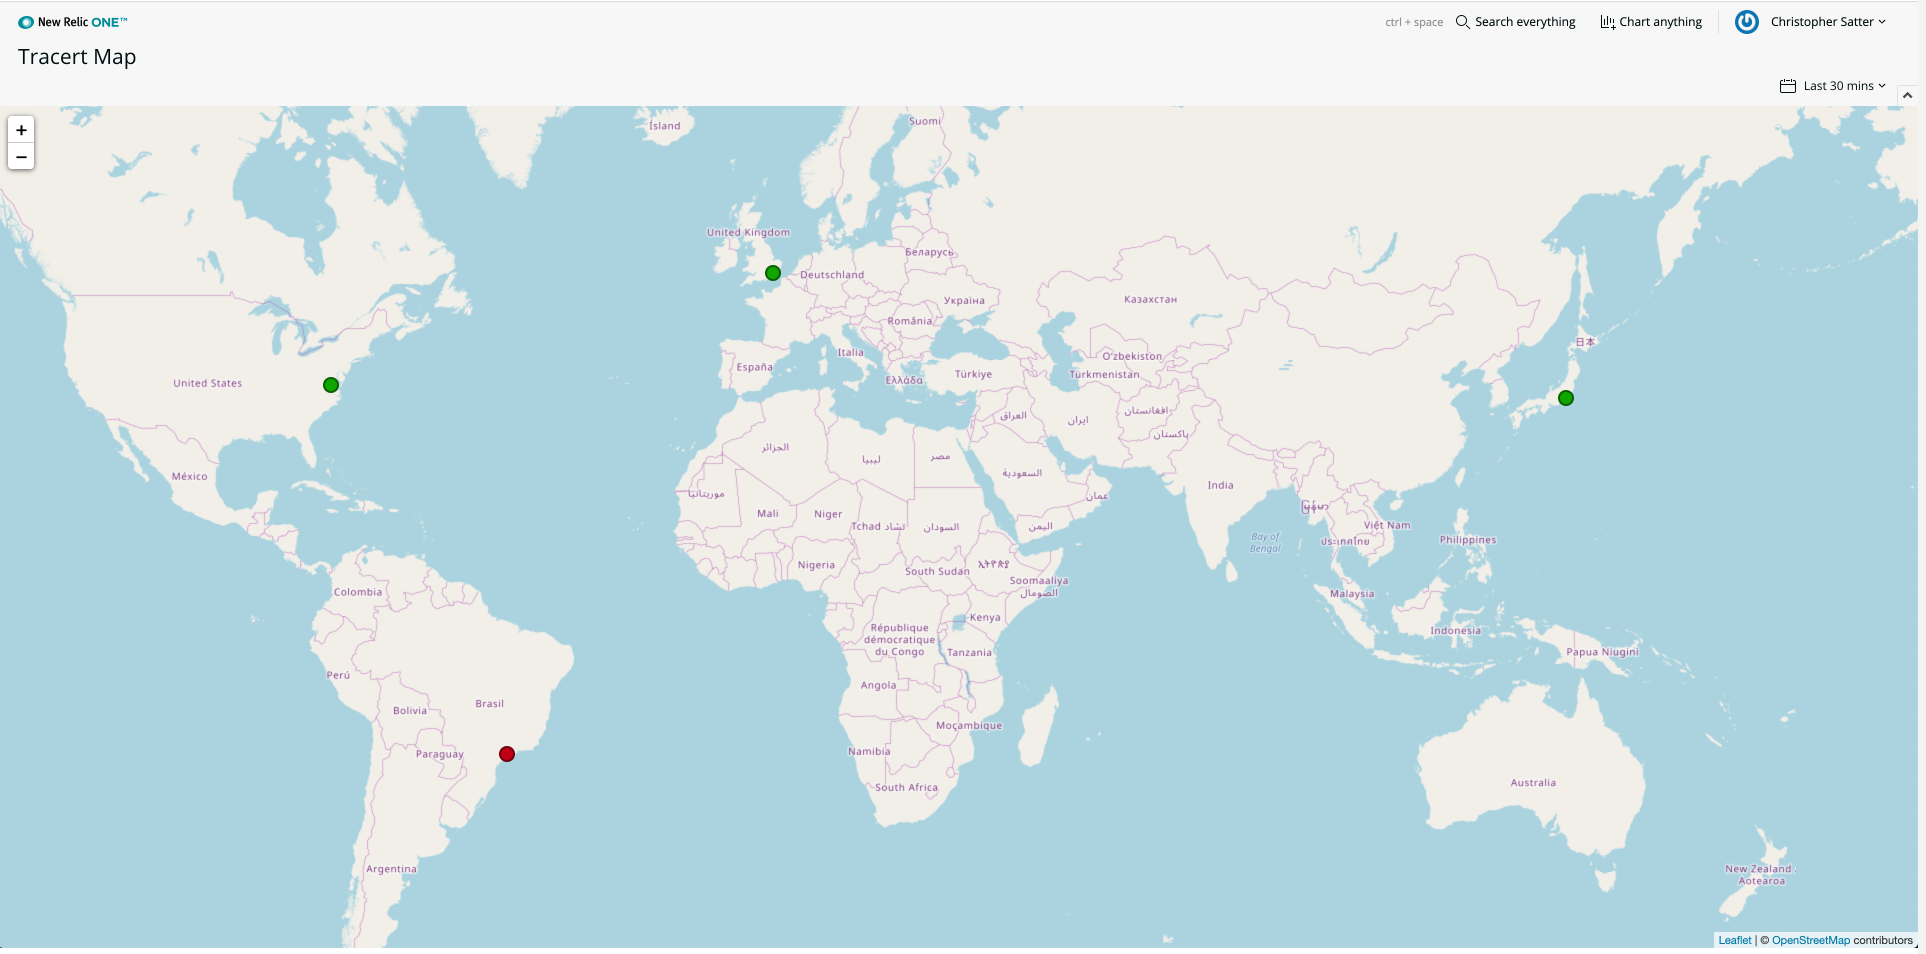 New Relic ONE™
ctrl + space
Search everything
Chart anything
Christopher Satter
Tracert Map
Last 30 mins
+
−
Ísland
Suomi
United Kingdom
Беларусь
Deutschland
Україна
Казахстан
România
日本
Italia
Oʻzbekiston
España
Ελλάδα
Türkiye
Türkmenistan
United States
افغانستان
العراق
ایران
پاکستان
الجزائر
ليبيا
مصر
السعودية
México
India
موريتانيا
عمان
Mali
Niger
Tchad تشاد
السودان
اليمن
Việt Nam
Bay of
Bengal
ประเทศไทย
Philippines
Nigeria
South Sudan
ኢትዮጵያ
Soomaaliya
الصومال
Colombia
Malaysia
Kenya
République
démocratique
du Congo
Indonesia
Tanzania
Papua Niugini
Perú
Angola
Brasil
Bolivia
Moçambique
Paraguay
Namibia
South Africa
Australia
Argentina
New Zealand /
Aotearoa
Leaflet | © OpenStreetMap contributors